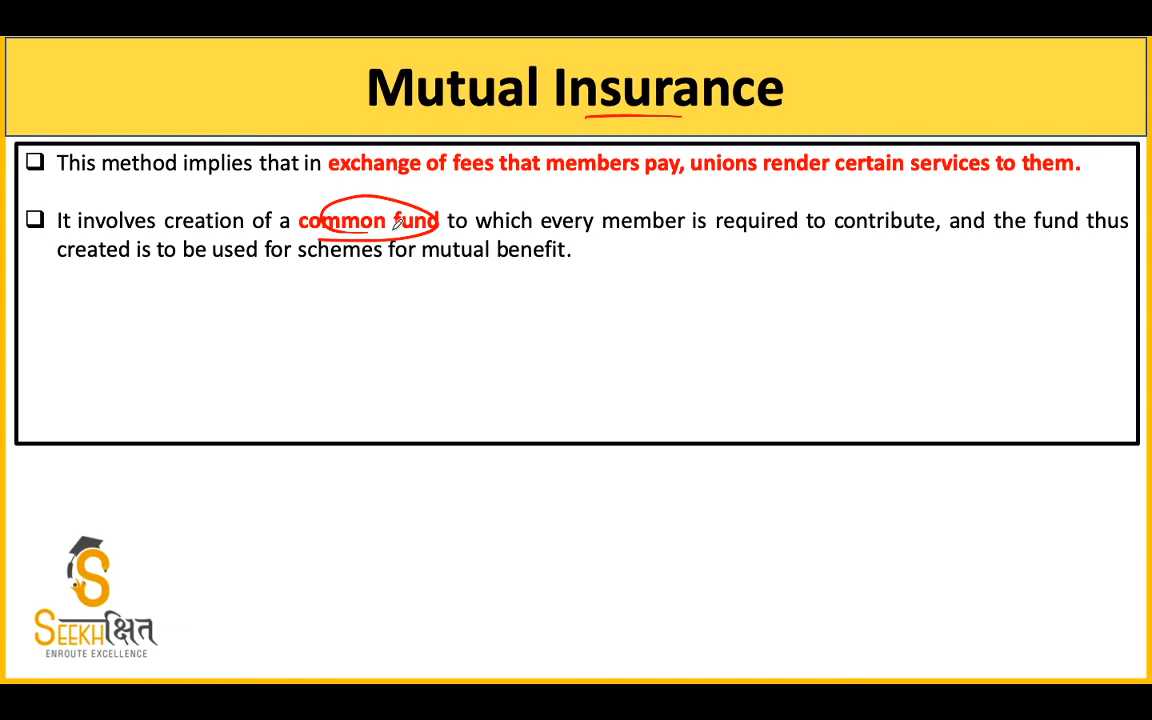 Mutual Insurance
❑ This method implies that in exchange of fees that members pay, unions render certain services to them.
❑ It involves creation of a common fund to which every member is required to contribute, and the fund thus
created is to be used for schemes for mutual benefit.
SEEKHक्षित
ENROUTE EXCELLENCE